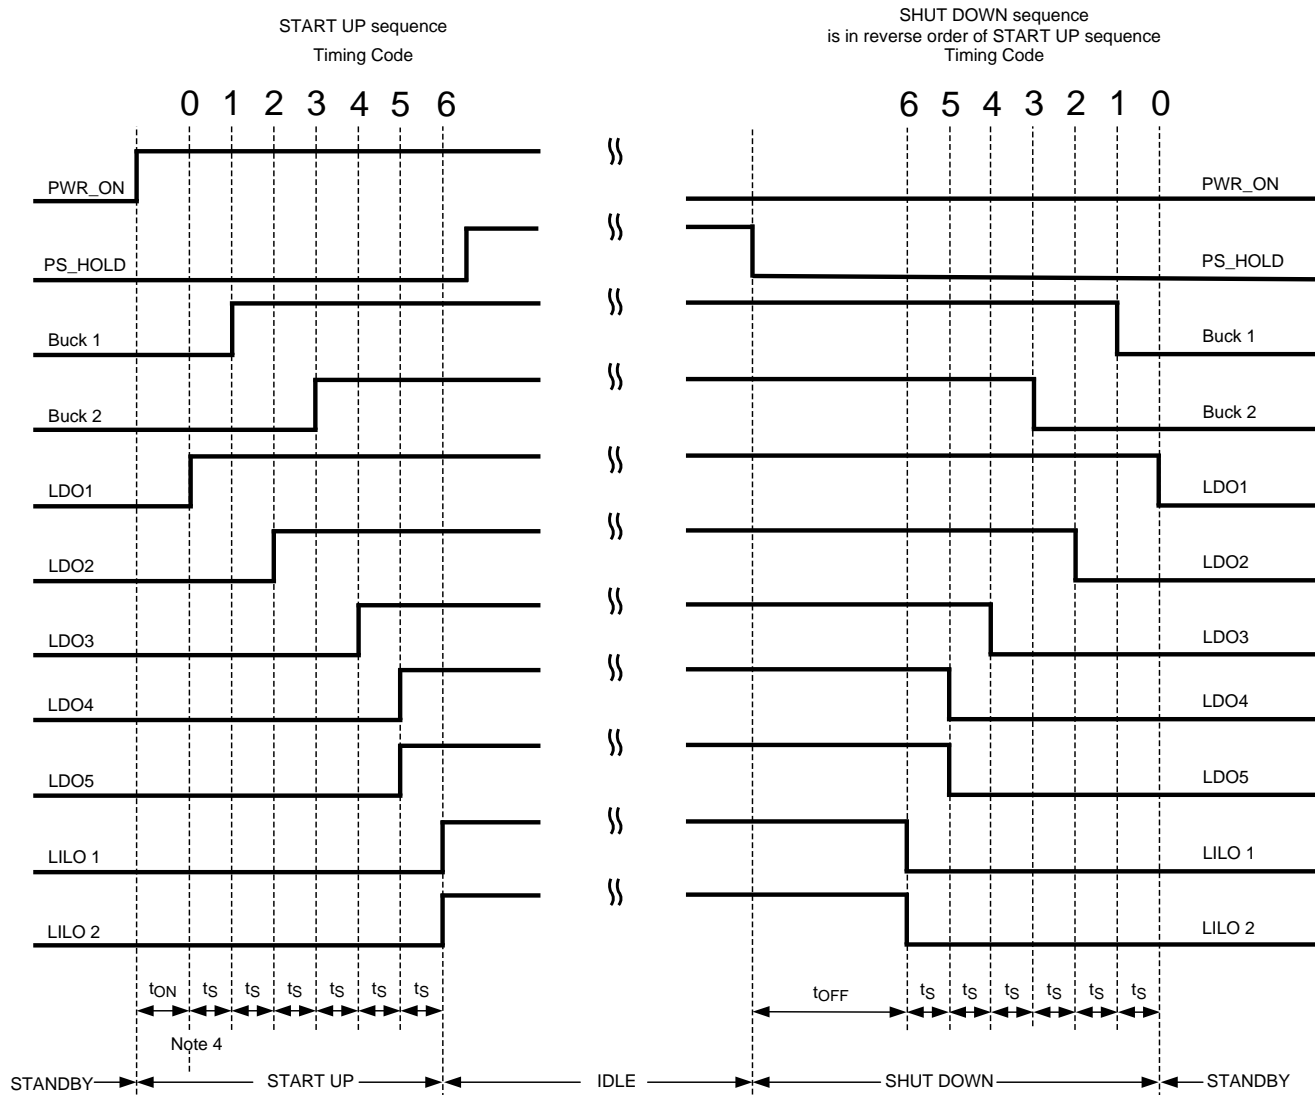 START UP sequence
Timing Code
SHUT DOWN sequence
is in reverse order of START UP sequence
Timing Code
0 1 2 3 4 5 6
6 5 4 3 2 1 0
PWR_ON
PWR_ON
PS_HOLD
PS_HOLD
Buck 1
Buck 1
Buck 2
Buck 2
LDO1
LDO1
LDO2
LDO2
LDO3
LDO3
LDO4
LDO4
LDO5
LDO5
LILO 1
LILO 1
LILO 2
LILO 2
tON tS tS tS tS tS tS
tOFF tS tS tS tS tS tS
Note 4
STANDBY START UP IDLE SHUT DOWN STANDBY